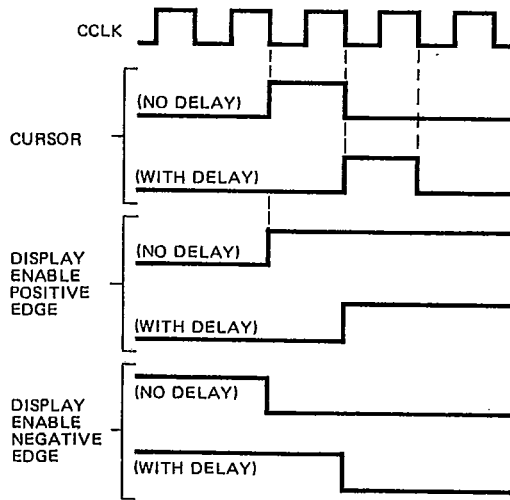 CCLK
CURSOR
(NO DELAY)
(WITH DELAY)
DISPLAY
ENABLE
POSITIVE
EDGE
(NO DELAY)
(WITH DELAY)
DISPLAY
ENABLE
NEGATIVE
EDGE
(NO DELAY)
(WITH DELAY)